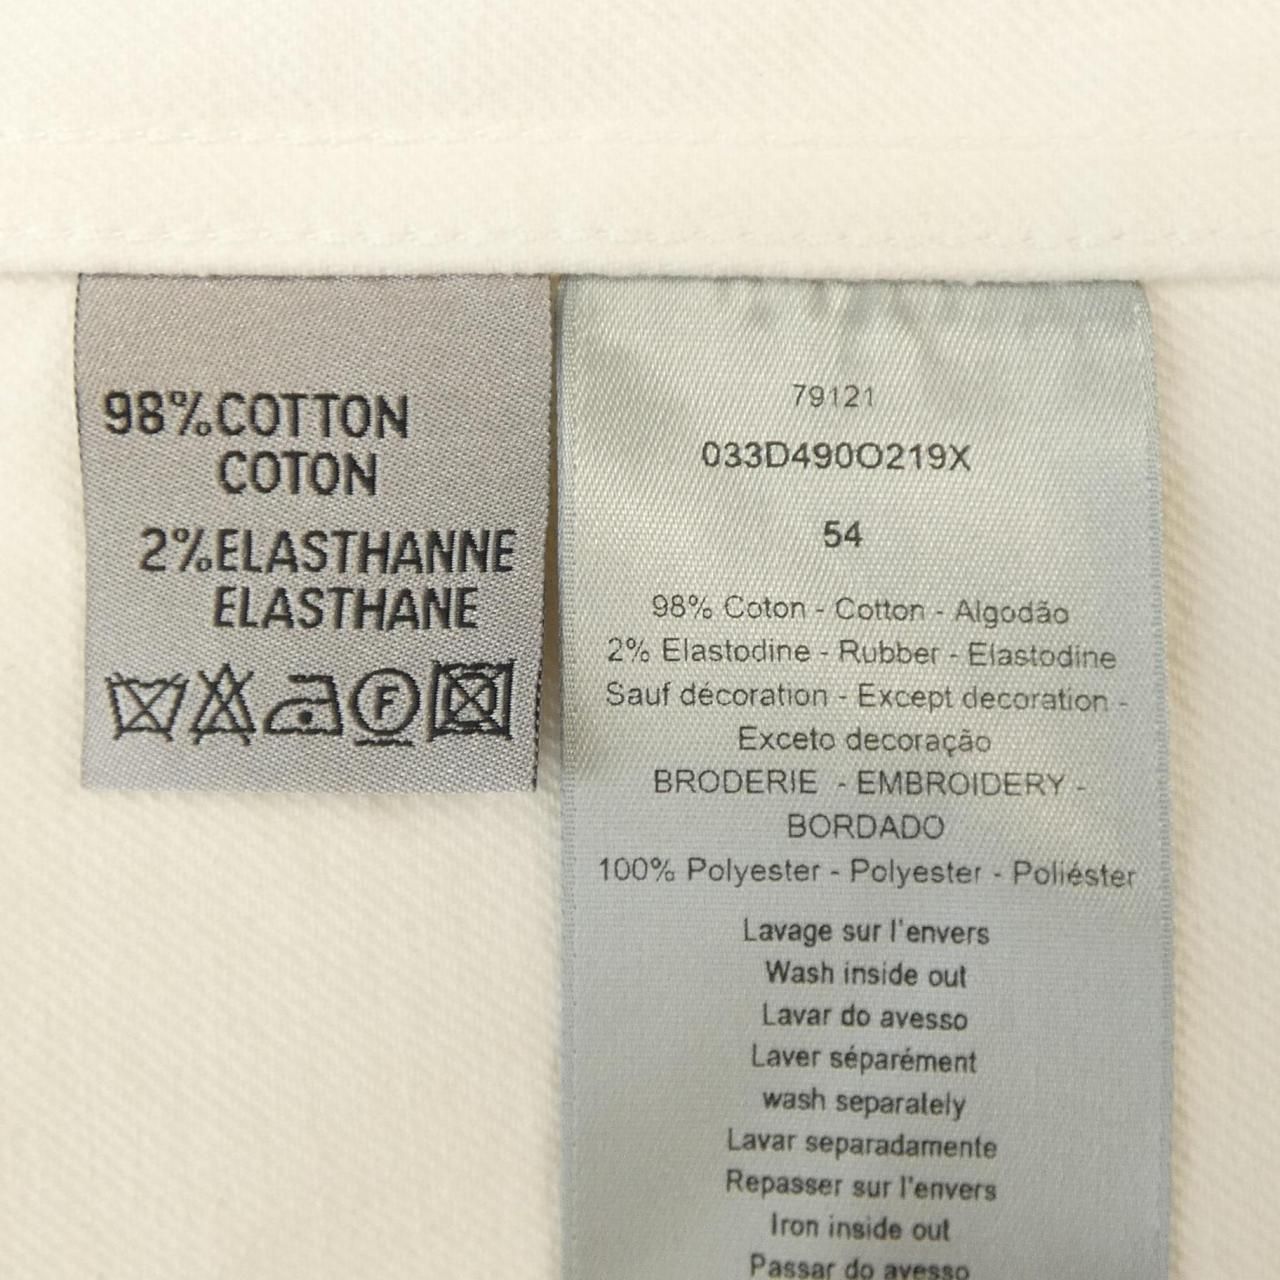 98%COTTON
COTON
2%ELASTHANNE
ELASTHANE
F
79121
033D490O219X
54
98% Coton - Cotton - Algodão
2% Elastodine - Rubber - Elastodine
Sauf décoration - Except decoration -
Exceto decoração
BRODERIE - EMBROIDERY -
BORDADO
100% Polyester - Polyester - Poliéster
Lavage sur l'envers
Wash inside out
Lavar do avesso
Laver séparément
wash separately
Lavar separadamente
Repasser sur l'envers
Iron inside out
Passar do avesso